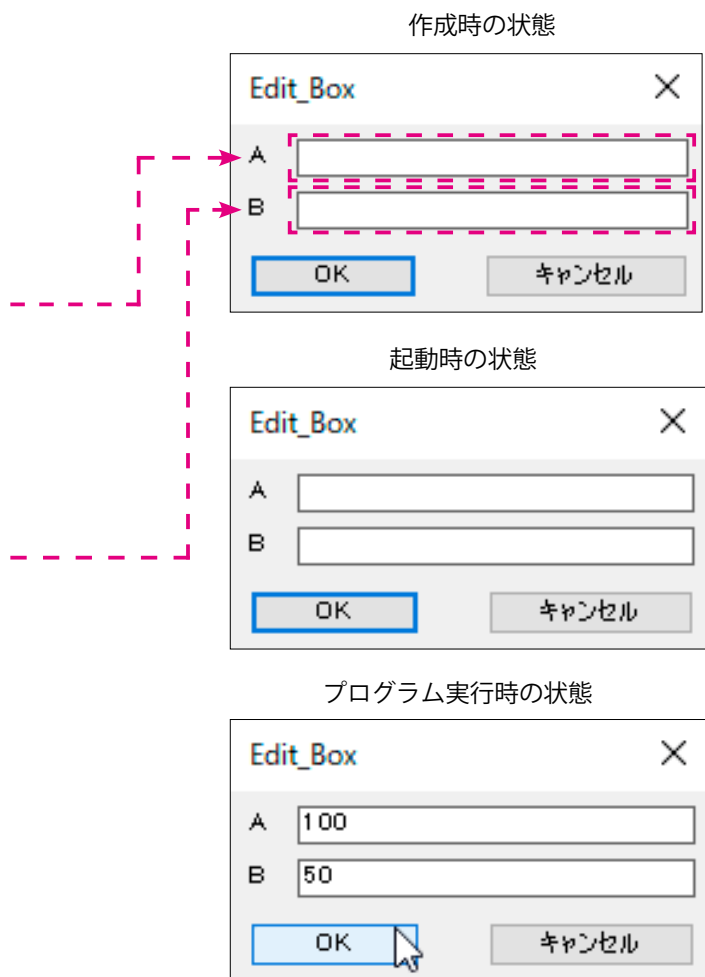 作成時の状態
Edit_Box
A
B
OK キャンセル
起動時の状態
Edit_Box
A
B
OK キャンセル
プログラム実行時の状態
Edit_Box
A 100
B 50
OK キャンセル